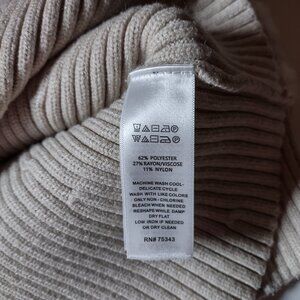 62% POLYESTER
27% RAYON/VISCOSE
11% NYLON
MACHINE WASH COOL-
DELICATE CYCLE
WASH WITH LIKE COLORS
ONLY NON - CHLORINE
BLEACH WHEN NEEDED
RESHAPE WHILE DAMP
DRY FLAT
LOW IRON IF NEEDED
OR DRY CLEAN
RN# 75343